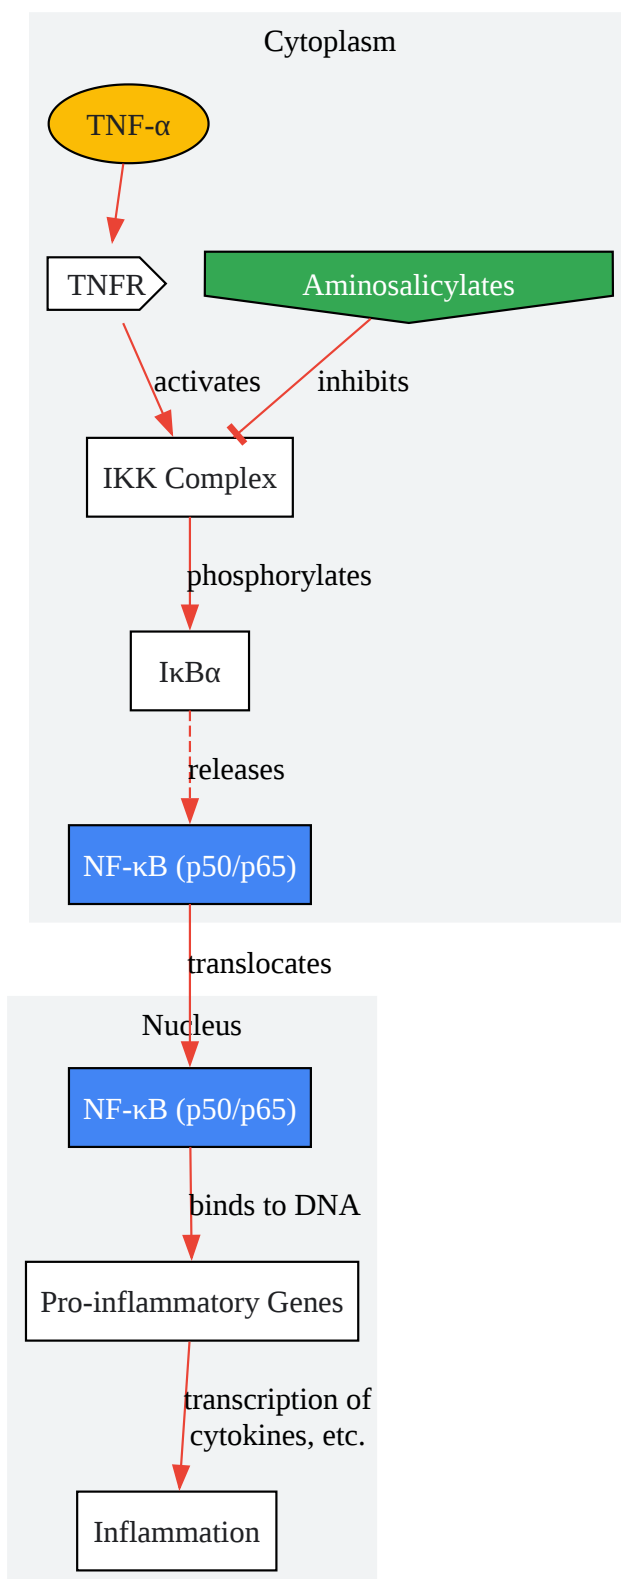 Cytoplasm
TNF-α
TNFR
Aminosalicylates
activates
inhibits
IKK Complex
phosphorylates
IκBα
releases
NF-κB (p50/p65)
translocates
Nucleus
NF-κB (p50/p65)
binds to DNA
Pro-inflammatory Genes
transcription of
cytokines, etc.
Inflammation